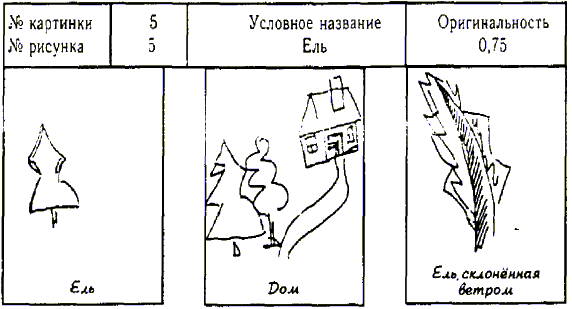 № картинки 5 Условное название Оригинальность
№ рисунка 5 Ель 0,75
Ель
Дом
Ель, склонённая
ветром